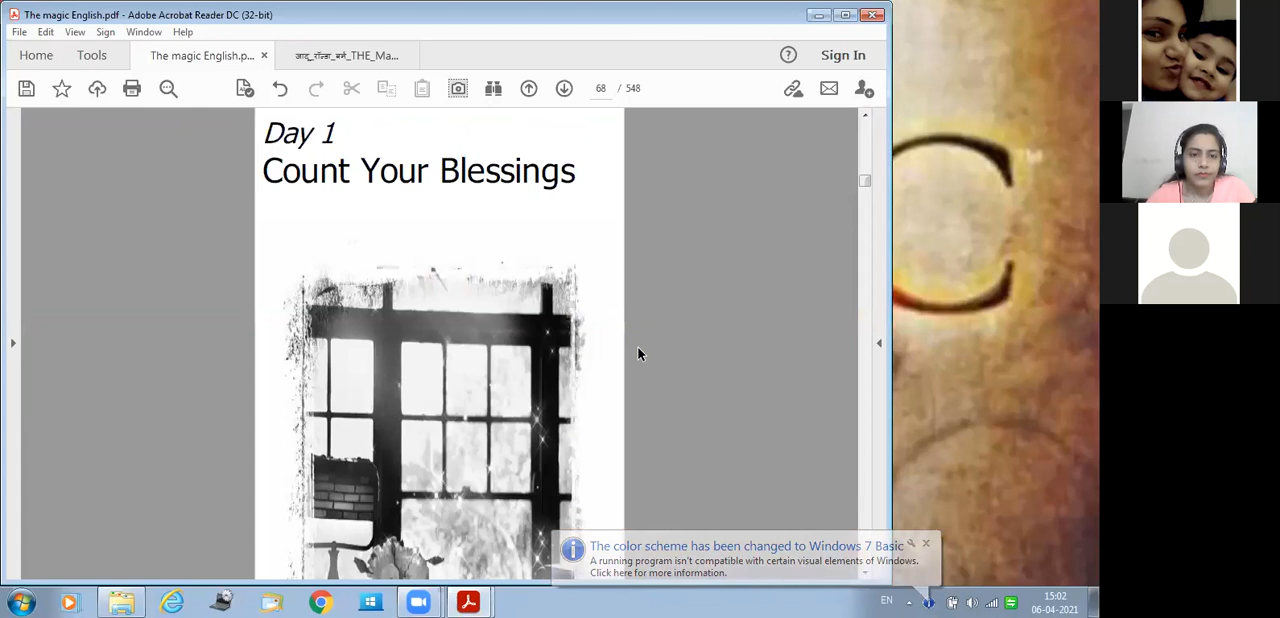 The magic English.pdf - Adobe Acrobat Reader DC (32-bit)
File Edit View Sign Window Help
Home Tools The magic English.p... × जादू_रॉन्डा_बर्न_THE_Ma... Sign In
68 / 548
Day 1
Count Your Blessings
The color scheme has been changed to Windows 7 Basic
A running program isn't compatible with certain visual elements of Windows.
Click here for more information.
EN
15:02
06-04-2021